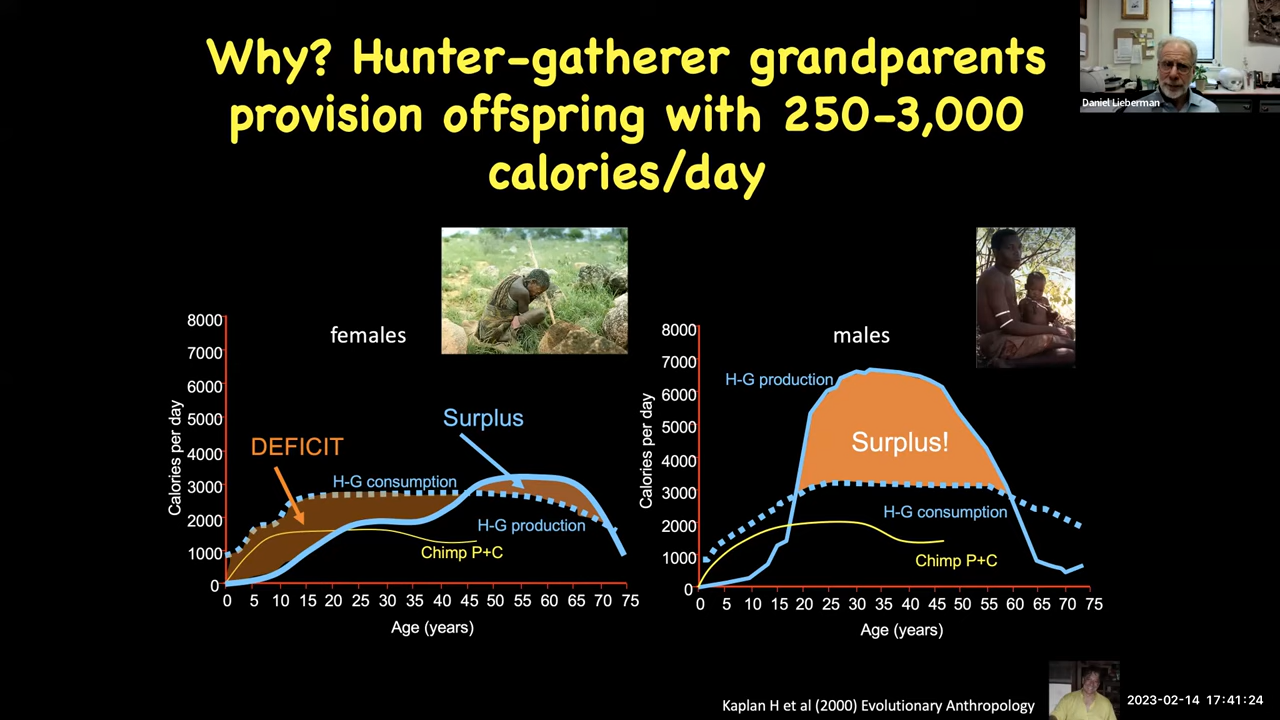 Why? Hunter-gatherer grandparents
provision offspring with 250-3,000
calories/day
Daniel Lieberman
females
8000
7000
6000
5000
4000
3000
2000
1000
0
Calories per day
DEFICIT
Surplus
H-G consumption
H-G production
Chimp P+C
0 5 10 15 20 25 30 35 40 45 50 55 60 65 70 75
Age (years)
males
8000
7000
6000
5000
4000
3000
2000
1000
0
Calories per day
H-G production
Surplus!
H-G consumption
Chimp P+C
0 5 10 15 20 25 30 35 40 45 50 55 60 65 70 75
Age (years)
Kaplan H et al (2000) Evolutionary Anthropology
2023-02-14 17:41:24